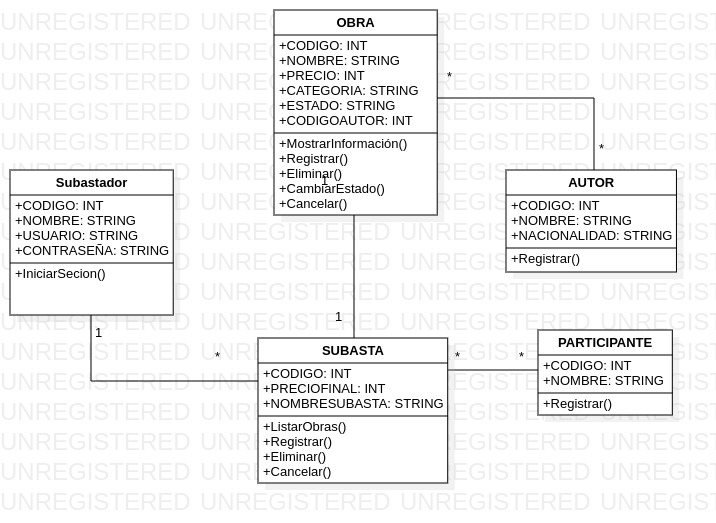 OBRA
+CODIGO: INT
+NOMBRE: STRING
+PRECIO: INT
+CATEGORIA: STRING
+ESTADO: STRING
+CODIGOAUTOR: INT
+MostrarInformación()
+Registrar()
+Eliminar()
+CambiarEstado()
+Cancelar()
1
*
*
Subastador
+CODIGO: INT
+NOMBRE: STRING
+USUARIO: STRING
+CONTRASEÑA: STRING
+IniciarSecion()
AUTOR
+CODIGO: INT
+NOMBRE: STRING
+NACIONALIDAD: STRING
+Registrar()
1
1
*
SUBASTA
+CODIGO: INT
+PRECIOFINAL: INT
+NOMBRESUBASTA: STRING
+ListarObras()
+Registrar()
+Eliminar()
+Cancelar()
*
*
PARTICIPANTE
+CODIGO: INT
+NOMBRE: STRING
+Registrar()
UNREGISTERED